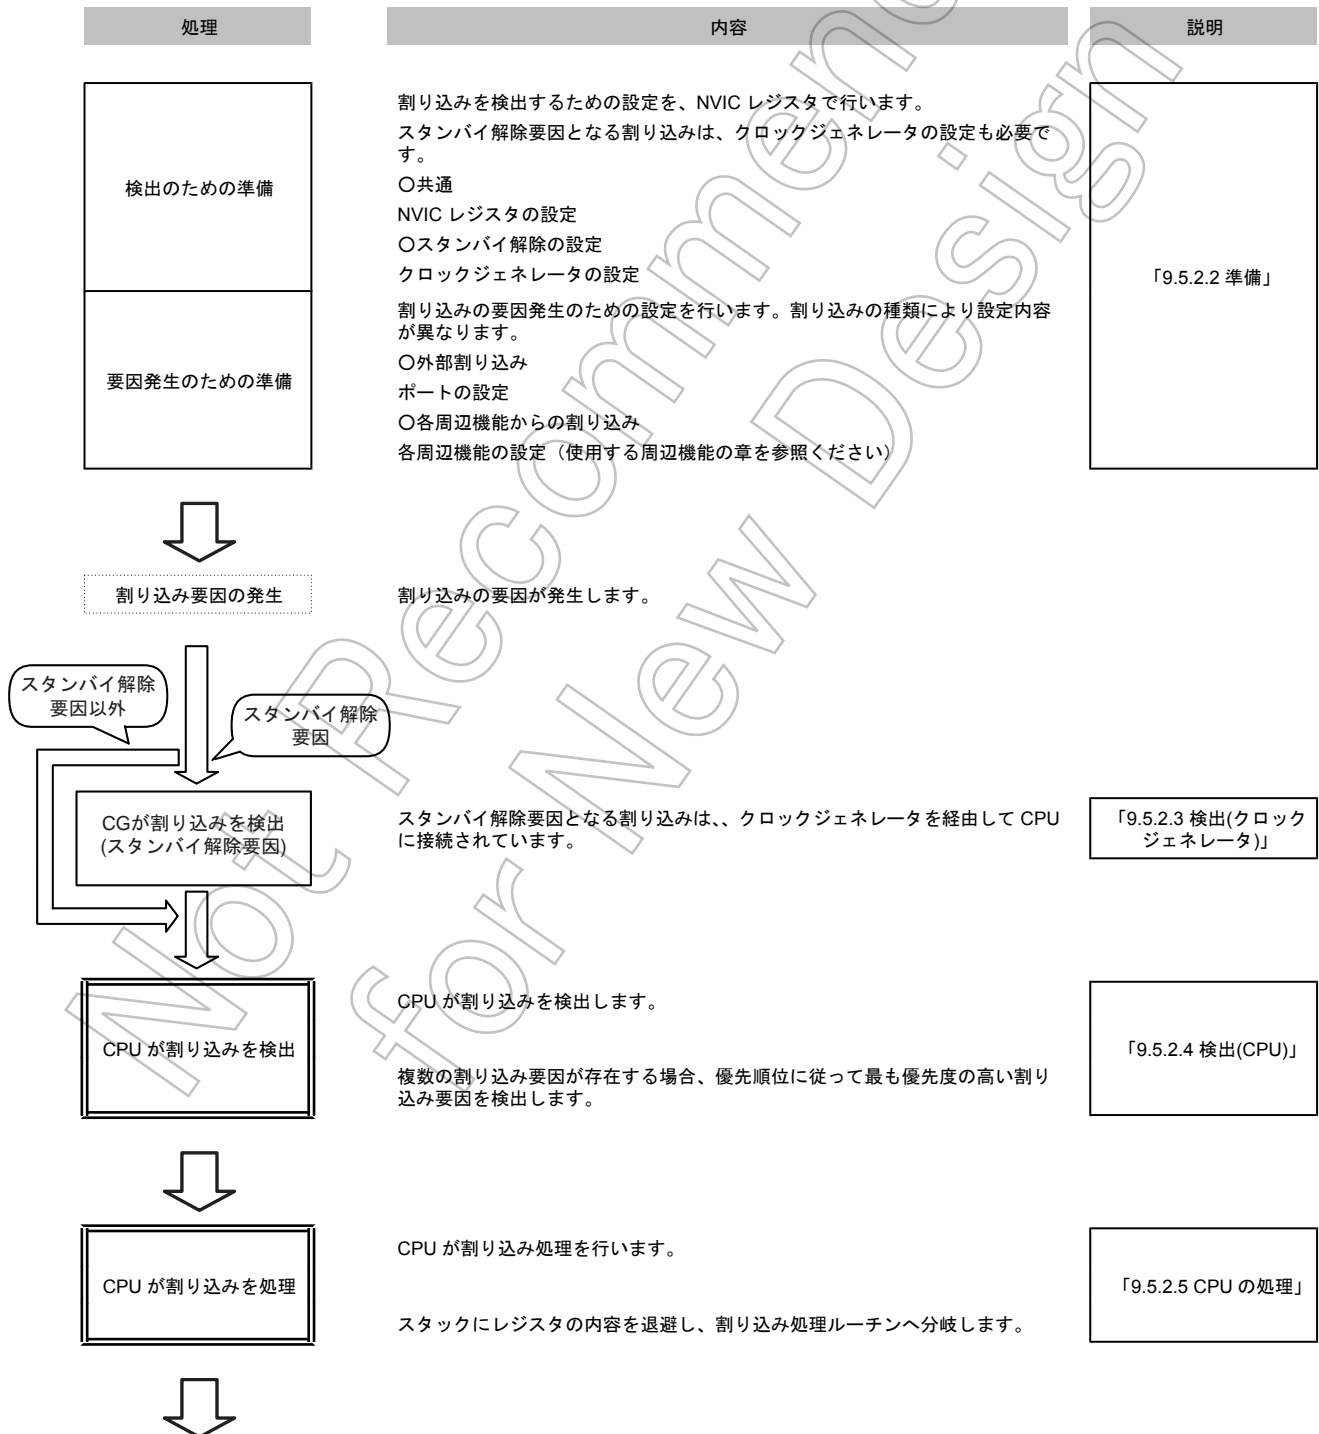 処理
内容
説明
検出のための準備
割り込みを検出するための設定を、NVIC レジスタで行います。
スタンバイ解除要因となる割り込みは、クロックジェネレータの設定も必要で
す。
〇共通
NVIC レジスタの設定
〇スタンバイ解除の設定
クロックジェネレータの設定
「9.5.2.2 準備」
要因発生のための準備
割り込みの要因発生のための設定を行います。割り込みの種類により設定内容
が異なります。
〇外部割り込み
ポートの設定
〇各周辺機能からの割り込み
各周辺機能の設定（使用する周辺機能の章を参照ください）
割り込み要因の発生
割り込みの要因が発生します。
スタンバイ解除
要因以外
スタンバイ解除
要因
CGが割り込みを検出
(スタンバイ解除要因)
スタンバイ解除要因となる割り込みは、、クロックジェネレータを経由して CPU
に接続されています。
「9.5.2.3 検出(クロック
ジェネレータ)」
CPU が割り込みを検出
CPU が割り込みを検出します。
複数の割り込み要因が存在する場合、優先順位に従って最も優先度の高い割り
込み要因を検出します。
「9.5.2.4 検出(CPU)」
CPU が割り込みを処理
CPU が割り込み処理を行います。
スタックにレジスタの内容を退避し、割り込み処理ルーチンへ分岐します。
「9.5.2.5 CPU の処理」
Not Recommend
for New Design